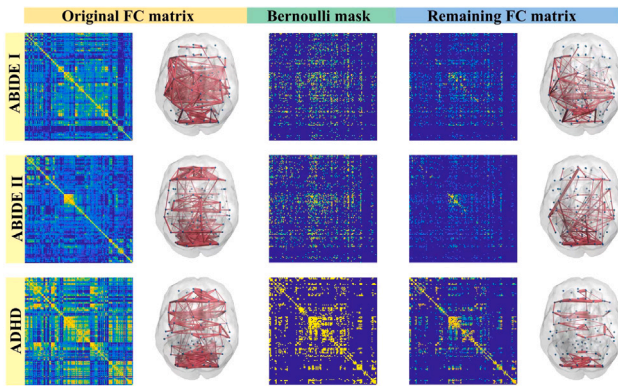 Original FC matrix Bernoulli mask Remaining FC matrix
ABIDE I
ABIDE II
ADHD